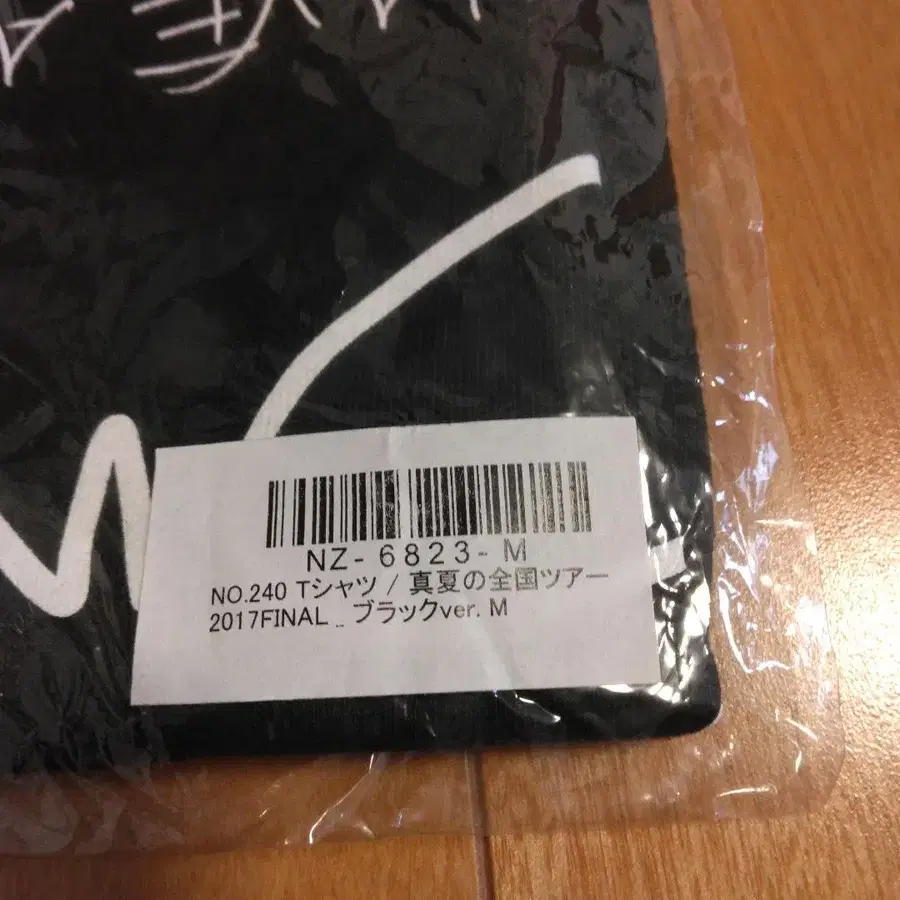 NZ-6823-M
NO.240 Tシャツ / 真夏の全国ツアー
2017FINAL _ ブラックver. M